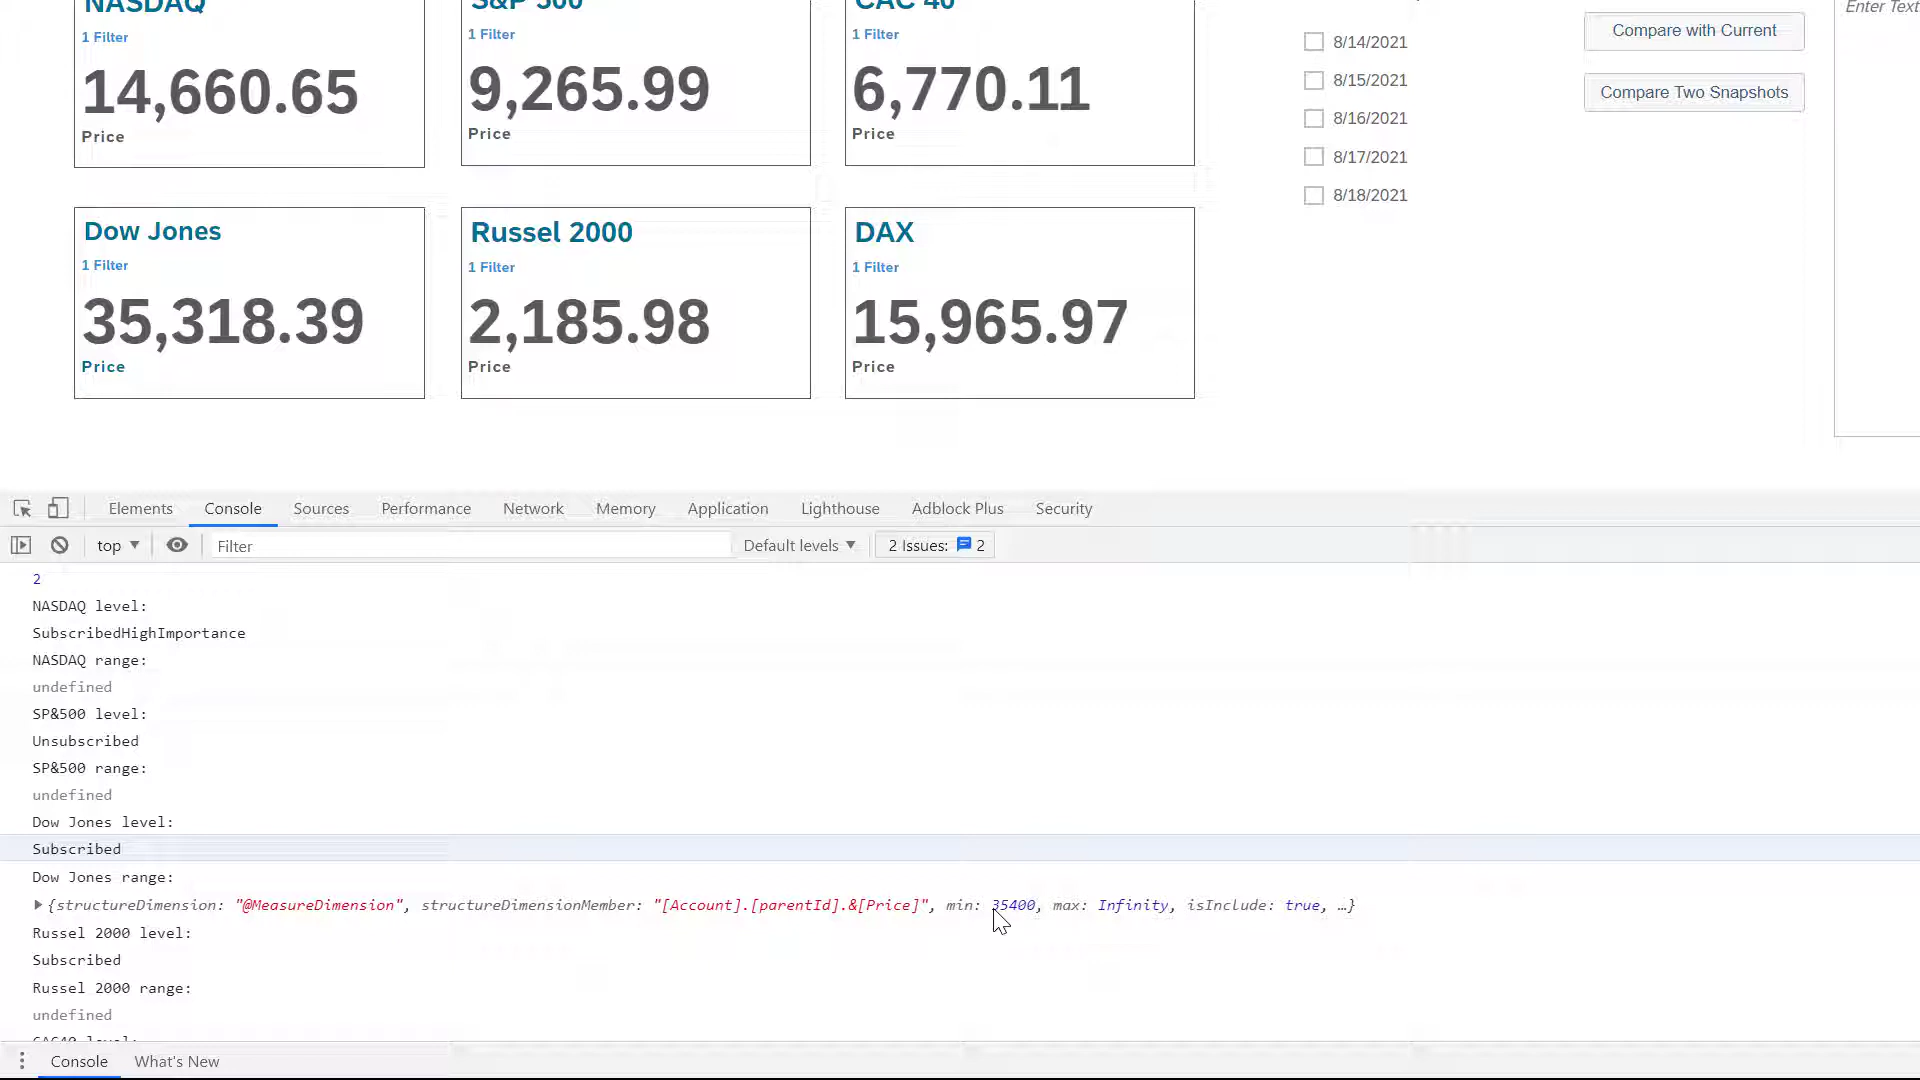 NASDAQ
S&P 500
CAC 40
Enter Text
1 Filter
1 Filter
1 Filter
8/14/2021
Compare with Current
14,660.65
9,265.99
6,770.11
8/15/2021
Compare Two Snapshots
Price
Price
Price
8/16/2021
8/17/2021
8/18/2021
Dow Jones
Russel 2000
DAX
1 Filter
1 Filter
1 Filter
35,318.39
2,185.98
15,965.97
Price
Price
Price
Elements Console Sources Performance Network Memory Application Lighthouse Adblock Plus Security
top Filter Default levels 2 Issues: 2
2
NASDAQ level:
SubscribedHighImportance
NASDAQ range:
undefined
SP&500 level:
Unsubscribed
SP&500 range:
undefined
Dow Jones level:
Subscribed
Dow Jones range:
{structureDimension: "@MeasureDimension", structureDimensionMember: "[Account].[parentId].&[Price]", min: 35400, max: Infinity, isInclude: true, …}
Russel 2000 level:
Subscribed
Russel 2000 range:
undefined
CAC40 level:
Console What's New